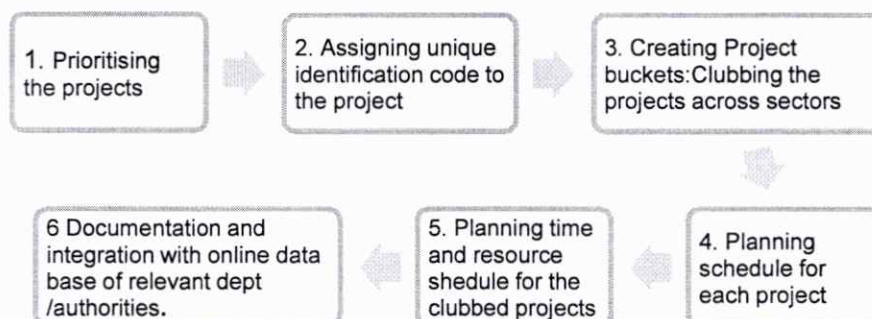 1. Prioritising
the projects
2. Assigning unique
identification code to
the project
3. Creating Project
buckets:Clubbing the
projects across sectors
4. Planning
schedule for
each project
5. Planning time
and resource
shedule for the
clubbed projects
6 Documentation and
integration with online data
base of relevant dept
/authorities.